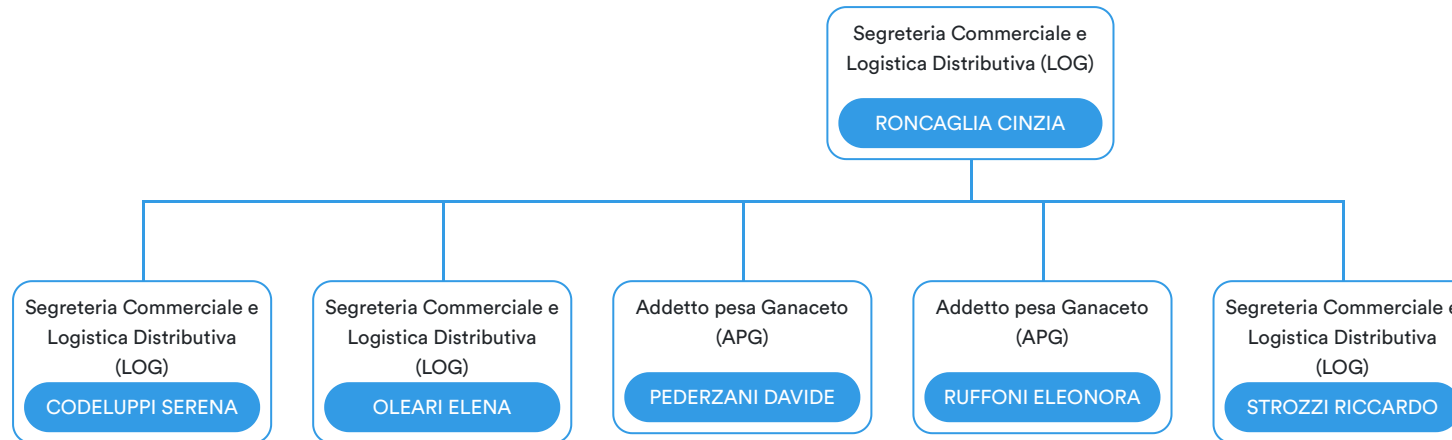 Segreteria Commerciale e
Logistica Distributiva (LOG)
RONCAGLIA CINZIA
Segreteria Commerciale e
Logistica Distributiva
(LOG)
CODELUPPI SERENA
Segreteria Commerciale e
Logistica Distributiva
(LOG)
OLEARI ELENA
Addetto pesa Ganaceto
(APG)
PEDERZANI DAVIDE
Addetto pesa Ganaceto
(APG)
RUFFONI ELEONORA
Segreteria Commerciale e
Logistica Distributiva
(LOG)
STROZZI RICCARDO